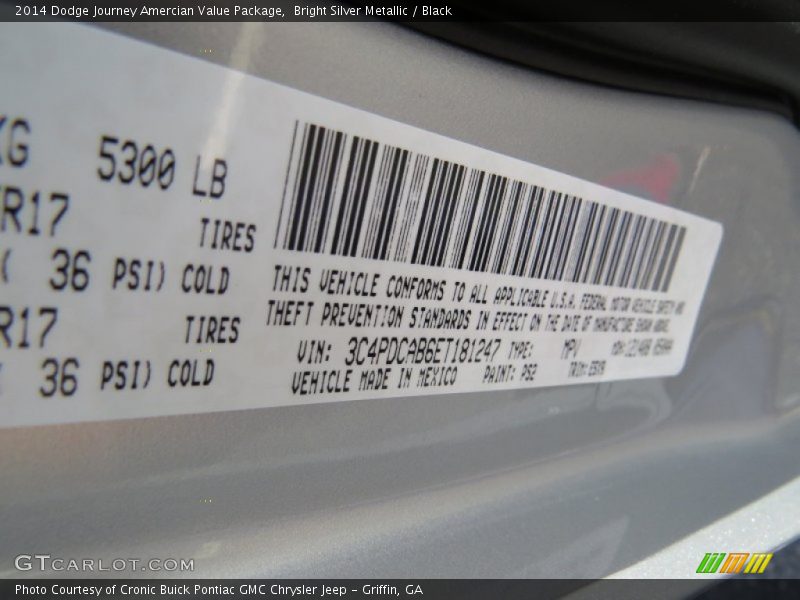 2014 Dodge Journey Amercian Value Package,  Bright Silver Metallic / Black
KG 5300 LB
R17 TIRES
( 36 PSI) COLD
R17 TIRES
36 PSI) COLD
THIS VEHICLE CONFORMS TO ALL APPLICABLE U.S.A. FEDERAL MOTOR VEHICLE SAFETY AND
THEFT PREVENTION STANDARDS IN EFFECT ON THE DATE OF MANUFACTURE SHOWN ABOVE.
VIN: 3C4PDCAB6ET181247 TYPE: MPV
VEHICLE MADE IN MEXICO PAINT: PS2 TRIM:
GTCARLOT.COM
Photo Courtesy of Cronic Buick Pontiac GMC Chrysler Jeep - Griffin, GA